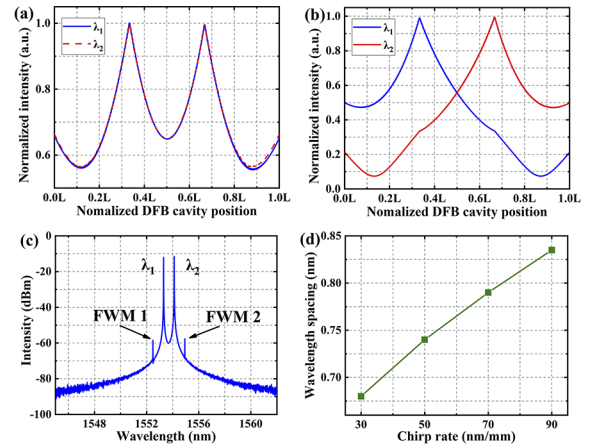 (a)
λ1
λ2
Normalized intensity (a.u.)
1.0
0.8
0.6
0.0L 0.2L 0.4L 0.6L 0.8L 1.0L
Nomalized DFB cavity position
(b)
λ1
λ2
Normalized intensity (a.u.)
1.0
0.8
0.6
0.4
0.2
0.0
0.0L 0.2L 0.4L 0.6L 0.8L 1.0L
Nomalized DFB cavity position
(c)
λ1 λ2
FWM 1 FWM 2
Intensity (dBm)
0
-20
-40
-60
-80
-100
1548 1552 1556 1560
Wavelength (nm)
(d)
Wavelength spacing (nm)
0.85
0.80
0.75
0.70
30 50 70 90
Chirp rate (nm/mm)